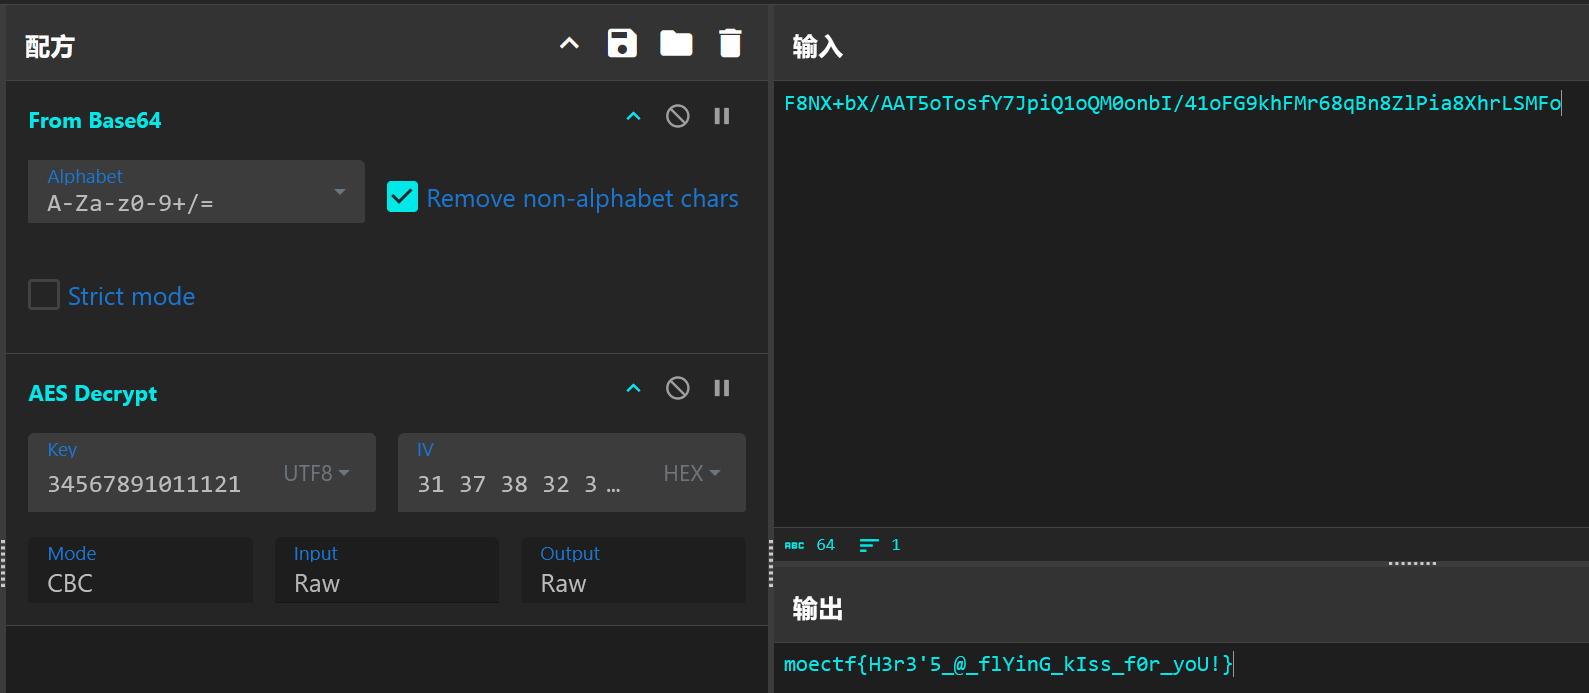 配方
From Base64
Alphabet
A-Za-z0-9+/=
Remove non-alphabet chars
Strict mode
AES Decrypt
Key
34567891011121
UTF8
IV
31 37 38 32 3 …
HEX
Mode
CBC
Input
Raw
Output
Raw
输入
F8NX+bX/AAT5oTosfY7JpiQ1oQM0onbI/41oFG9khFMr68qBn8ZlPia8XhrLSMFo
ABC 64 1
输出
moectf{H3r3'5_@_flYinG_kIss_f0r_yoU!}